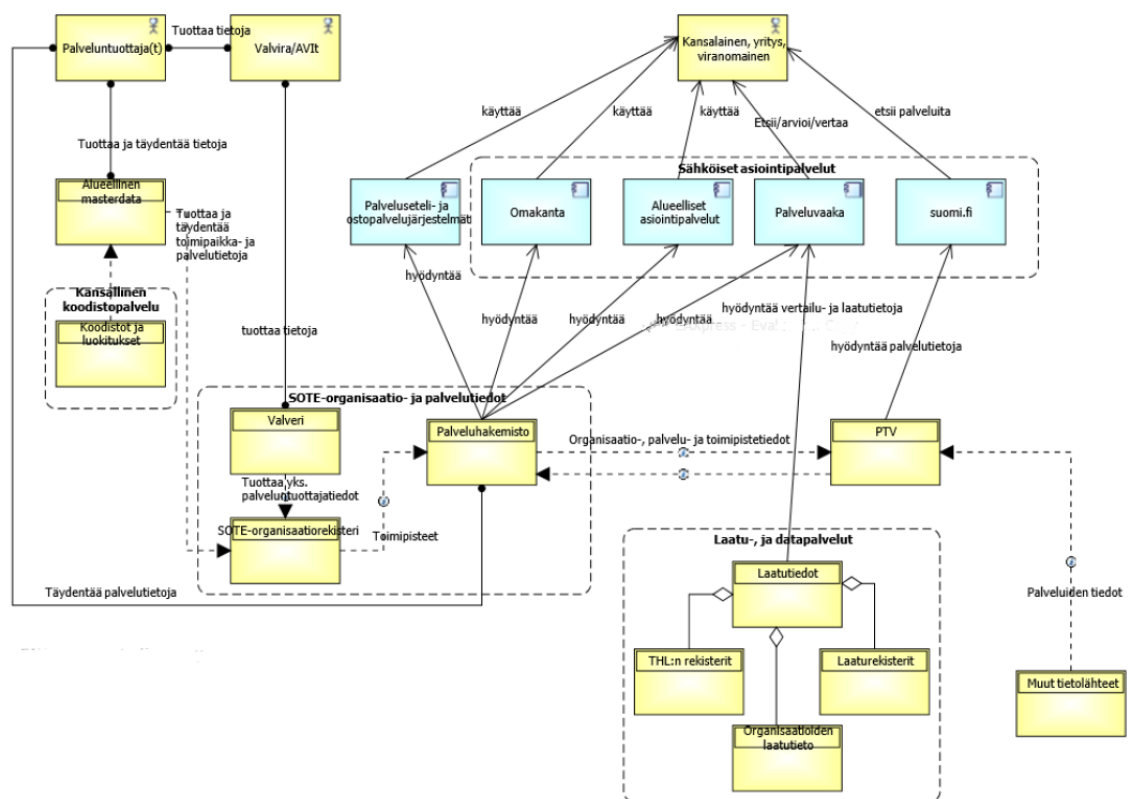 Palveluntuottaja(t)
Tuottaa tietoja
Valvira/AVIt
Kansalainen, yritys,
viranomainen
käyttää
käyttää
käyttää
Etsii/arvioi/vertaa
etsii palveluita
Tuottaa ja täydentää tietoja
Sähköiset asiointipalvelut
Alueellinen
masterdata
Tuottaa ja
täydentää
toimipaikka- ja
palvelutietoja
Palveluseteli- ja
ostopalvelujärjestelmät
Omakanta
Alueelliset
asiointipalvelut
Palveluvaaka
suomi.fi
hyödyntää
Kansallinen
koodistopalvelu
Koodistot ja
luokitukset
tuottaa tietoja
hyödyntää
hyödyntää
hyödyntää
hyödyntää vertailu- ja laatutietoja
hyödyntää palvelutietoja
SOTE-organisaatio- ja palvelutiedot
Valveri
Palveluhakemisto
Organisaatio-, palvelu- ja toimipistetiedot
PTV
Tuottaa yks.
palveluntuottajatiedot
SOTE-organisaatiorekisteri
Toimipisteet
Laatu-, ja datapalvelut
Laatutiedot
Täydentää palvelutietoja
Palveluiden tiedot
THL:n rekisterit
Laaturekisterit
Muut tietolähteet
Organisaatioiden
laatutieto